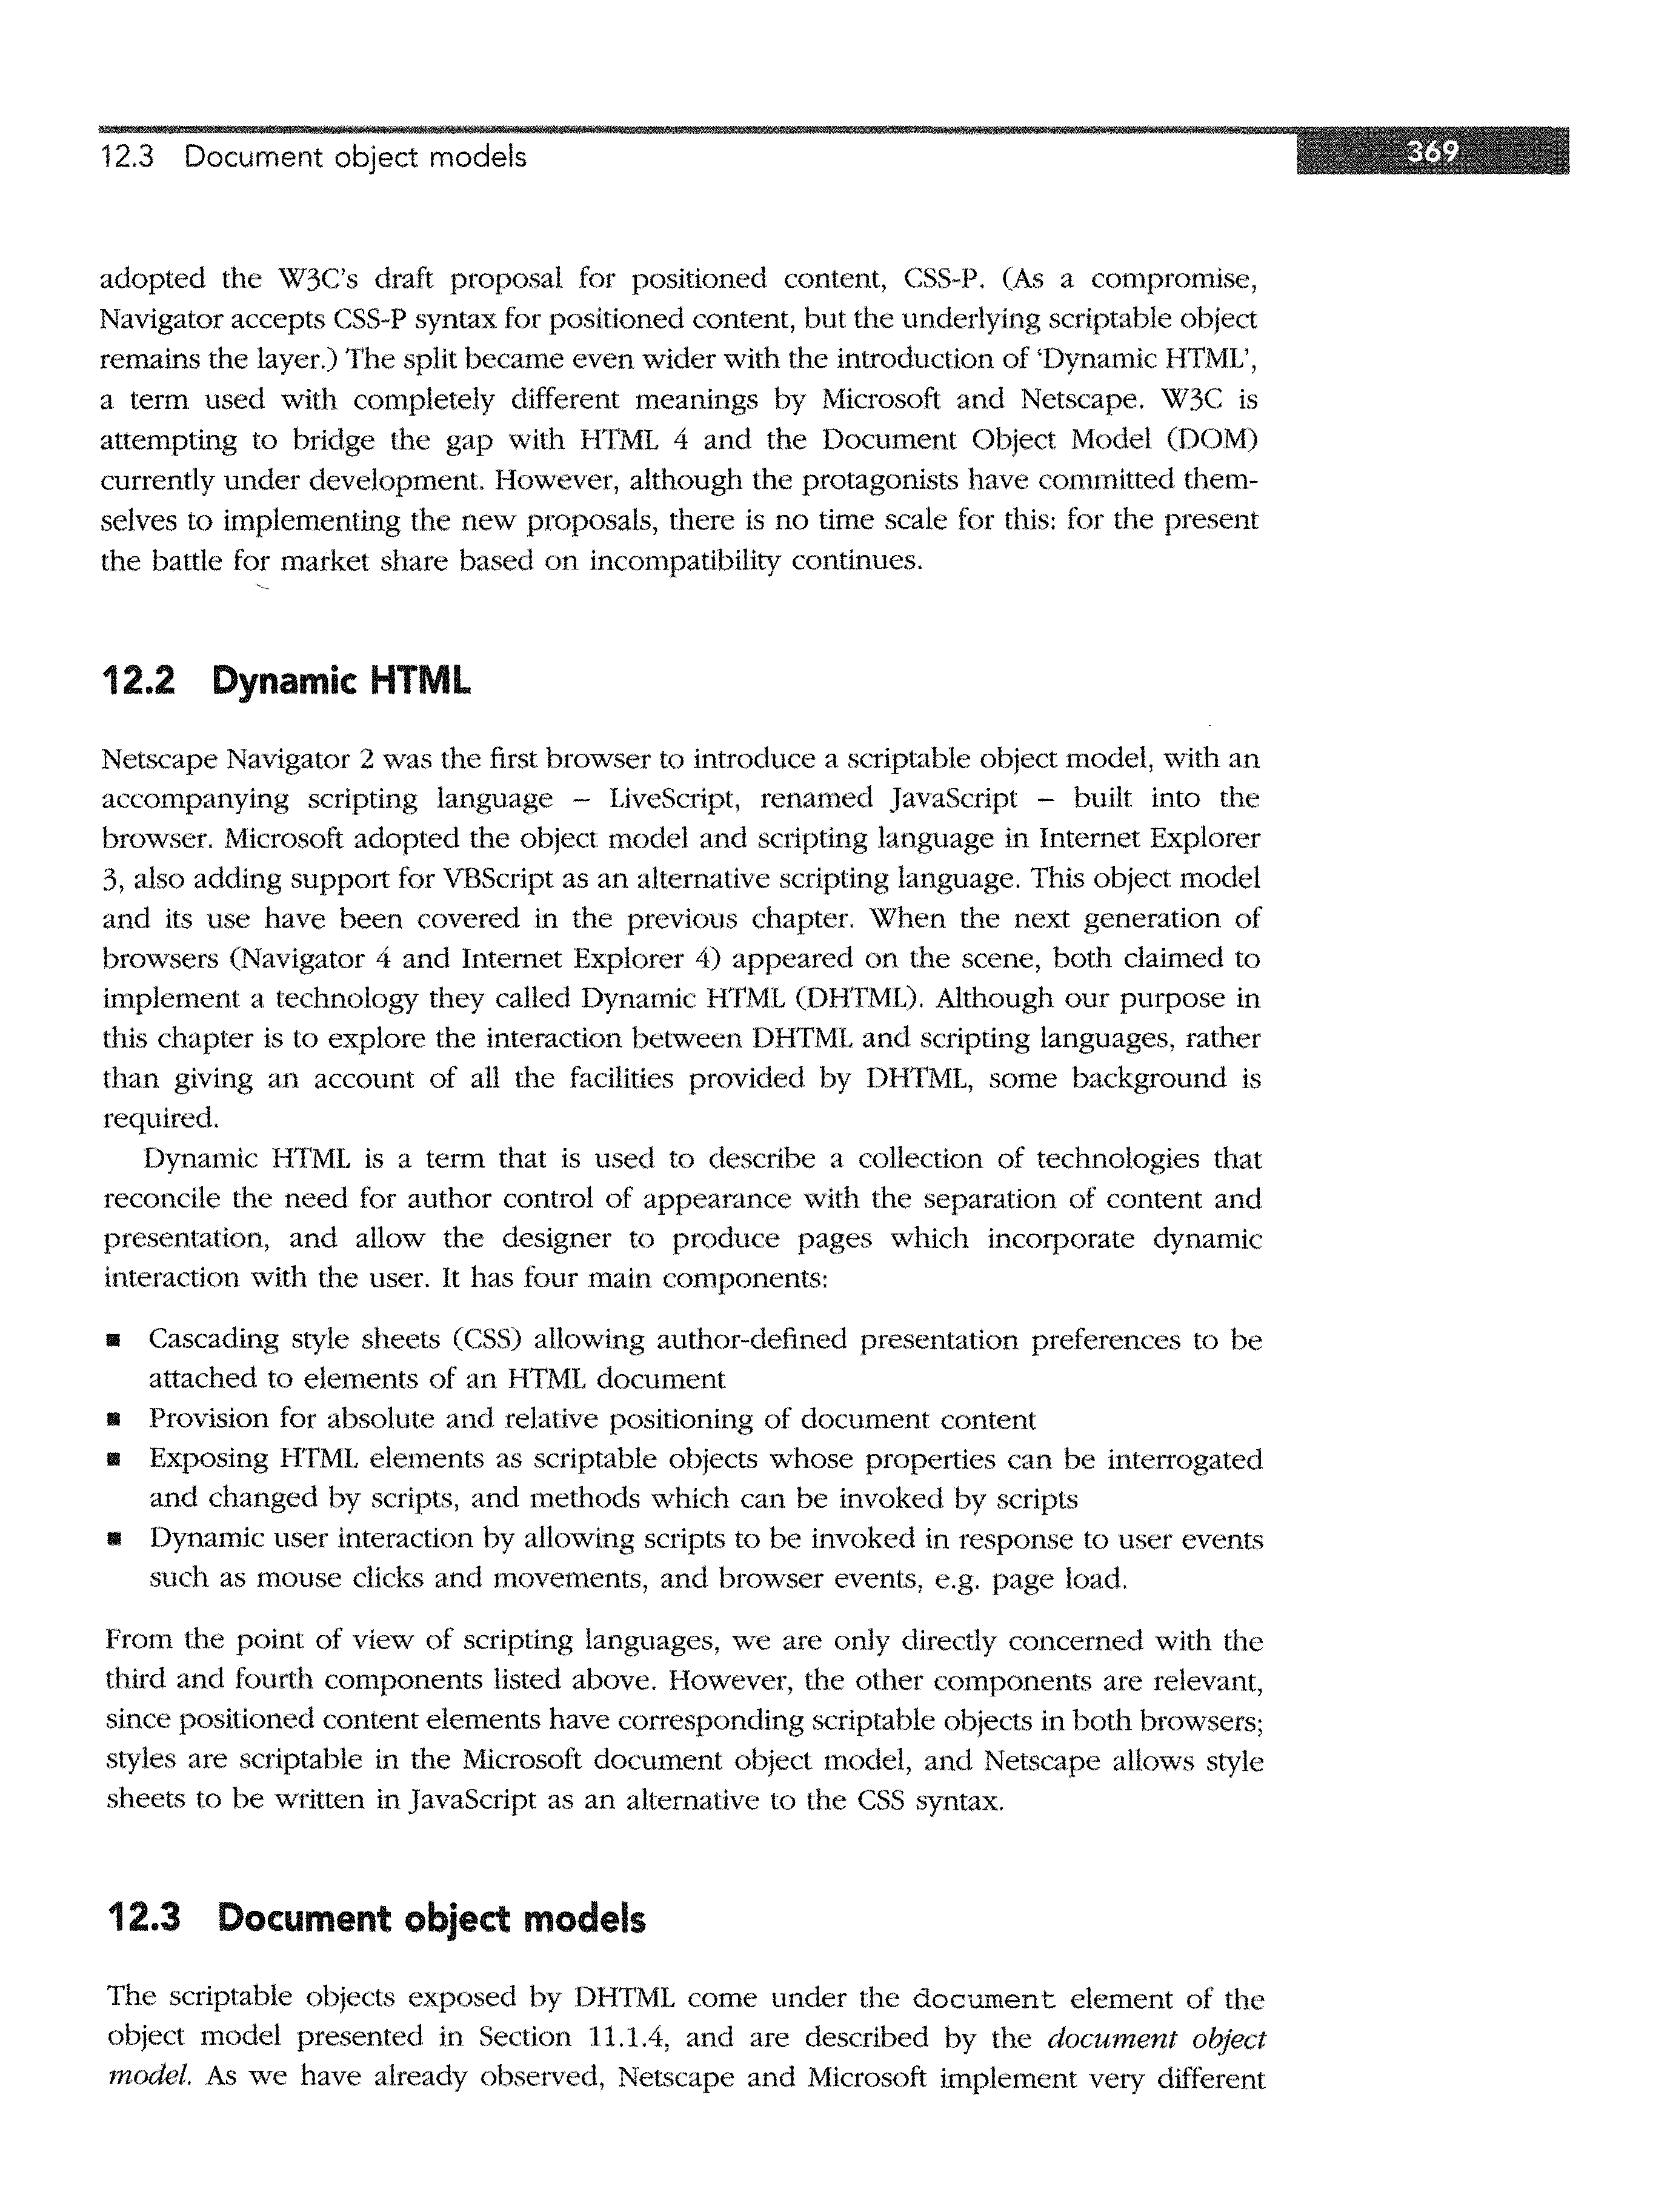 12.3 Document object models
369
adopted the W3C's draft proposal for positioned content, CSS-P. (As a compromise,
Navigator accepts CSS-P syntax for positioned content, but the underlying scriptable object
remains the layer.) The split became even wider with the introduction of ‘Dynamic HTML’,
a term used with completely different meanings by Microsoft and Netscape. W3C is
attempting to bridge the gap with HTML 4 and the Document Object Model (DOM)
currently under development. However, although the protagonists have committed them-
selves to implementing the new proposals, there is no time scale for this: for the present
the battle for market share based on incompatibility continues.
12.2 Dynamic HTML
Netscape Navigator 2 was the first browser to introduce a scriptable object model, with an
accompanying scripting language – LiveScript, renamed JavaScript – built into the
browser. Microsoft adopted the object model and scripting language in Internet Explorer
3, also adding support for VBScript as an alternative scripting language. This object model
and its use have been covered in the previous chapter. When the next generation of
browsers (Navigator 4 and Internet Explorer 4) appeared on the scene, both claimed to
implement a technology they called Dynamic HTML (DHTML). Although our purpose in
this chapter is to explore the interaction between DHTML and scripting languages, rather
than giving an account of all the facilities provided by DHTML, some background is
required.
Dynamic HTML is a term that is used to describe a collection of technologies that
reconcile the need for author control of appearance with the separation of content and
presentation, and allow the designer to produce pages which incorporate dynamic
interaction with the user. It has four main components:
■ Cascading style sheets (CSS) allowing author-defined presentation preferences to be
attached to elements of an HTML document
■ Provision for absolute and relative positioning of document content
■ Exposing HTML elements as scriptable objects whose properties can be interrogated
and changed by scripts, and methods which can be invoked by scripts
■ Dynamic user interaction by allowing scripts to be invoked in response to user events
such as mouse clicks and movements, and browser events, e.g. page load.
From the point of view of scripting languages, we are only directly concerned with the
third and fourth components listed above. However, the other components are relevant,
since positioned content elements have corresponding scriptable objects in both browsers;
styles are scriptable in the Microsoft document object model, and Netscape allows style
sheets to be written in JavaScript as an alternative to the CSS syntax.
12.3 Document object models
The scriptable objects exposed by DHTML come under the document element of the
object model presented in Section 11.1.4, and are described by the document object
model. As we have already observed, Netscape and Microsoft implement very different